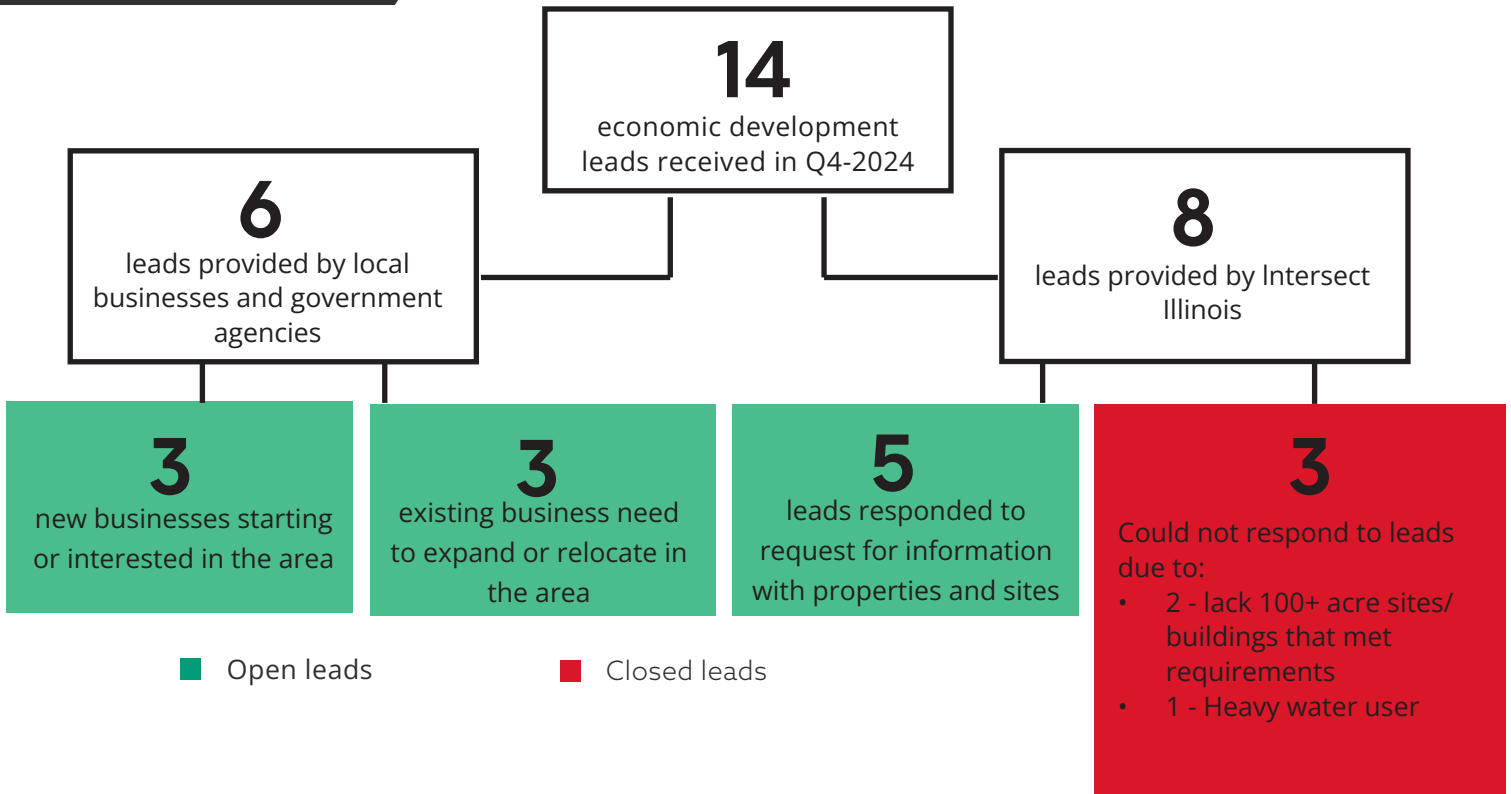 14
economic development
leads received in Q4-2024
6
leads provided by local
businesses and government
agencies
8
leads provided by Intersect
Illinois
3
new businesses starting
or interested in the area
3
existing business need
to expand or relocate in
the area
5
leads responded to
request for information
with properties and sites
3
Could not respond to leads
due to:
• 2 - lack 100+ acre sites/
buildings that met
requirements
• 1 - Heavy water user
Open leads
Closed leads